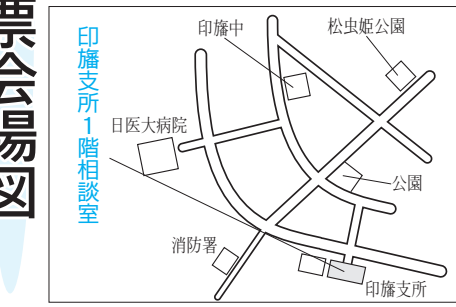 票会場図
印旛支所1階相談室
印旛中
松虫姫公園
日医大病院
公園
消防署
印旛支所